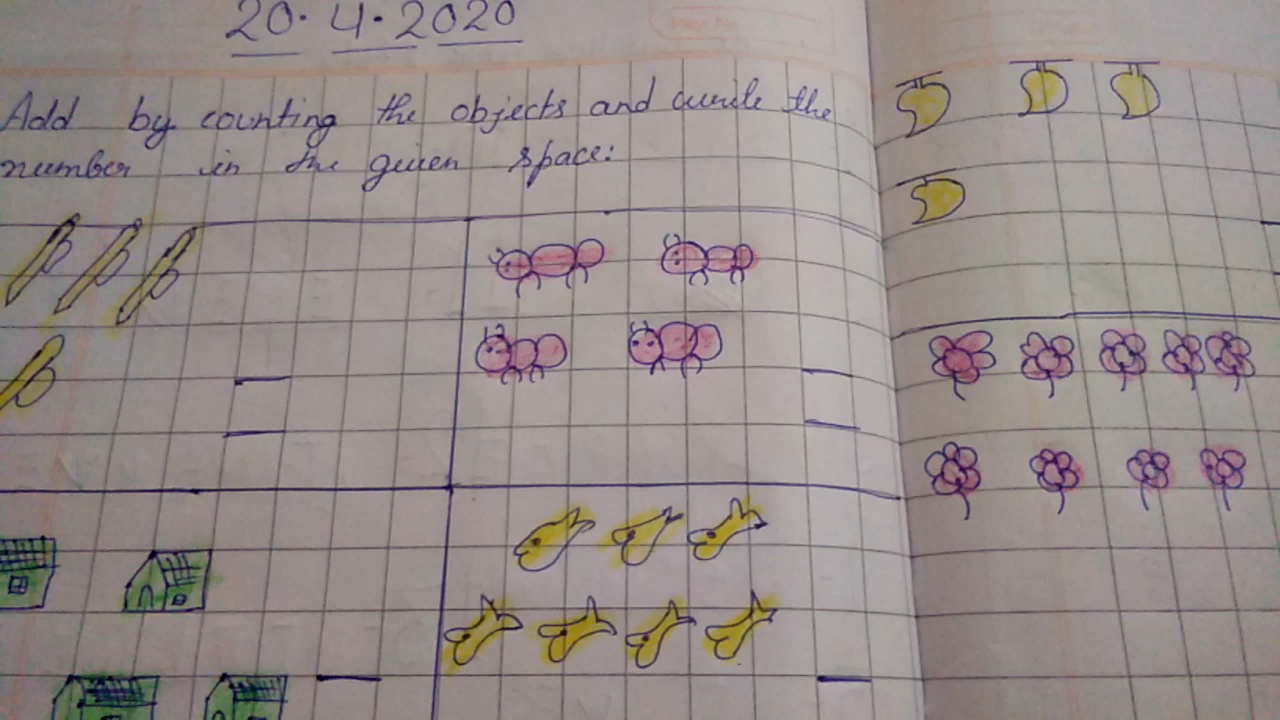 20.4.2020
Add by counting the objects and write the
number in the given space: